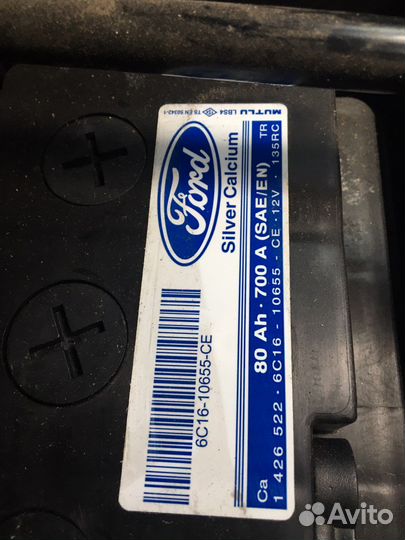 MUTLU LBS4 TS EN 50342-1
Ford
Silver Calcium
6C16-10655-CE
TR
80 Ah · 700 A (SAE/EN)
Ca
1 426 522 · 6C16 - 10655 - CE · 12V · 135RC
Avito